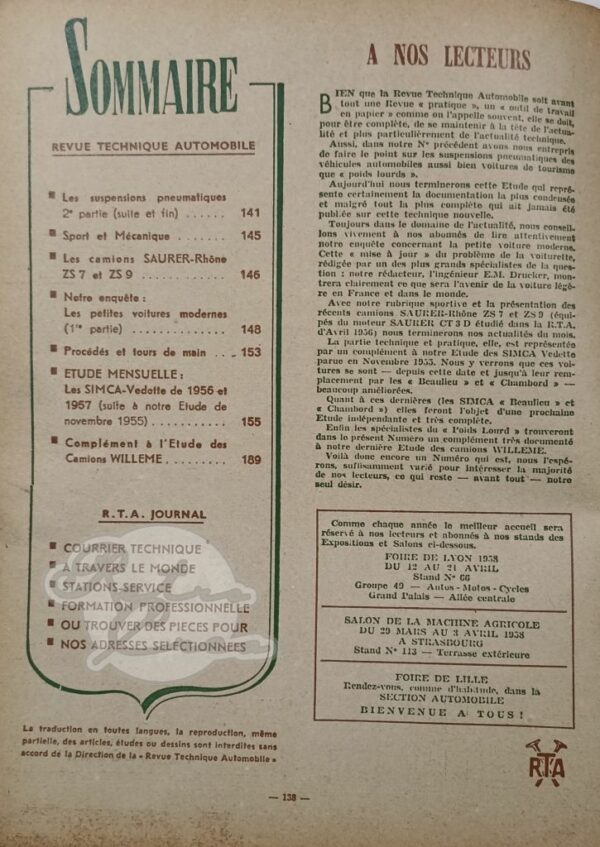 SOMMAIRE
REVUE TECHNIQUE AUTOMOBILE
Les suspensions pneumatiques
2e partie (suite et fin) ...... 141
Sport et Mécanique ......... 145
Les camions SAURER-Rhône
ZS 7 et ZS 9 ............... 146
Notre enquête :
Les petites voitures modernes
(1re partie) ............... 148
Procédés et tours de main ... 153
ETUDE MENSUELLE :
Les SIMCA-Vedette de 1956 et
1957 (suite à notre Etude de
novembre 1955) ............ 155
Complément à l'Etude des
Camions WILLEME .......... 189
R.T.A. JOURNAL
COURRIER TECHNIQUE
A TRAVERS LE MONDE
STATIONS-SERVICE
FORMATION PROFESSIONNELLE
OU TROUVER DES PIECES POUR
NOS ADRESSES SELECTIONNEES
La traduction en toutes langues, la reproduction, même
partielle, des articles, études ou dessins sont interdites sans
accord de la Direction de la « Revue Technique Automobile »
A NOS LECTEURS
BIEN que la Revue Technique Automobile soit avant
tout une Revue « pratique », un « outil de travail
en papier » comme on l'appelle souvent, elle se doit,
pour être complète, de se maintenir à la tête de l'actua-
lité et plus particulièrement de l'actualité technique.
Aussi, dans notre N° précédent avons nous entrepris
de faire le point sur les suspensions pneumatiques des
véhicules automobiles aussi bien voitures de tourisme
que « poids lourds ».
Aujourd'hui nous terminerons cette Etude qui repré-
sente certainement la documentation la plus condensée
et malgré tout la plus complète qui ait jamais été
publiée sur cette technique nouvelle.
Toujours dans le domaine de l'actualité, nous conseil-
lons vivement à nos abonnés de lire attentivement
notre enquête concernant la petite voiture moderne.
Cette « mise à jour » du problème de la voiturette,
rédigée par un des plus grands spécialistes de la ques-
tion : notre rédacteur, l'ingénieur E.M. Drucker, mon-
trera clairement ce que sera l'avenir de la voiture légè-
re en France et dans le monde.
Avec notre rubrique sportive et la présentation des
récents camions SAURER-Rhône ZS 7 et ZS 9 (équi-
pés du moteur SAURER CT 3 D étudié dans la R.T.A.
d'Avril 1956) nous terminerons nos actualités du mois.
La partie technique et pratique, elle, est représentée
par un complément à notre Etude des SIMCA Vedette
parue en Novembre 1955. Nous y verrons que ces voi-
tures se sont — depuis cette date et jusqu'à leur rem-
placement par les « Beaulieu » et « Chambord » —
beaucoup améliorées.
Quant à ces dernières (les SIMCA « Beaulieu » et
« Chambord ») elles feront l'objet d'une prochaine
Etude indépendante et très complète.
Enfin les spécialistes du « Poids Lourd » trouveront
dans le présent Numéro un complément très documenté
à notre dernière Etude des camions WILLEME.
Voilà donc encore un Numéro qui est, nous l'espé-
rons, suffisamment varié pour intéresser la majorité
de nos lecteurs, ce qui reste — avant tout — notre
seul désir.
Comme chaque année le meilleur accueil sera
réservé à nos lecteurs et abonnés à nos stands des
Expositions et Salons ci-dessous.
FOIRE DE LYON 1958
DU 12 AU 21 AVRIL
Stand N° 66
Groupe 49 — Autos - Motos - Cycles
Grand Palais — Allée centrale
SALON DE LA MACHINE AGRICOLE
DU 29 MARS AU 3 AVRIL 1958
A STRASBOURG
Stand N° 113 — Terrasse extérieure
FOIRE DE LILLE
Rendez-vous, comme d'habitude, dans la
SECTION AUTOMOBILE
BIENVENUE A TOUS !
RTA
— 138 —